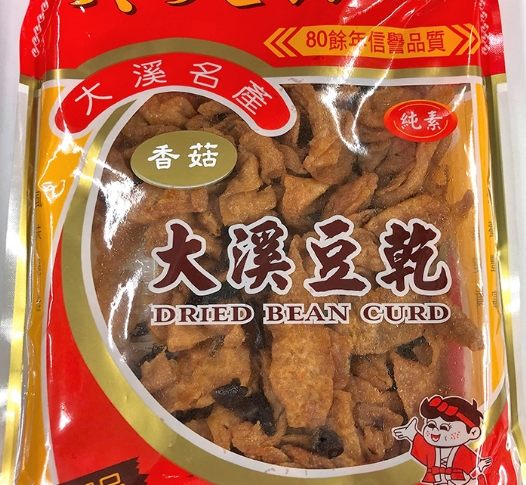 80餘年信譽品質
大溪名產
純素
香菇
大溪豆乾
DRIED BEAN CURD
品